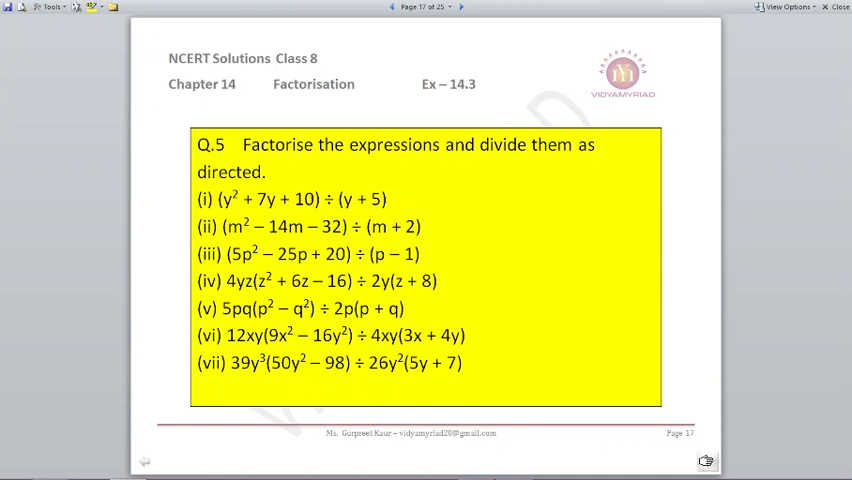 Tools
Page 17 of 25
View Options
Close
NCERT Solutions Class 8
Chapter 14 Factorisation Ex – 14.3
VIDYAMYRIAD
Q.5 Factorise the expressions and divide them as
directed.
(i) (y² + 7y + 10) ÷ (y + 5)
(ii) (m² – 14m – 32) ÷ (m + 2)
(iii) (5p² – 25p + 20) ÷ (p – 1)
(iv) 4yz(z² + 6z – 16) ÷ 2y(z + 8)
(v) 5pq(p² – q²) ÷ 2p(p + q)
(vi) 12xy(9x² – 16y²) ÷ 4xy(3x + 4y)
(vii) 39y³(50y² – 98) ÷ 26y²(5y + 7)
Ms. Gurpreet Kaur – vidyamyriad20@gmail.com
Page 17